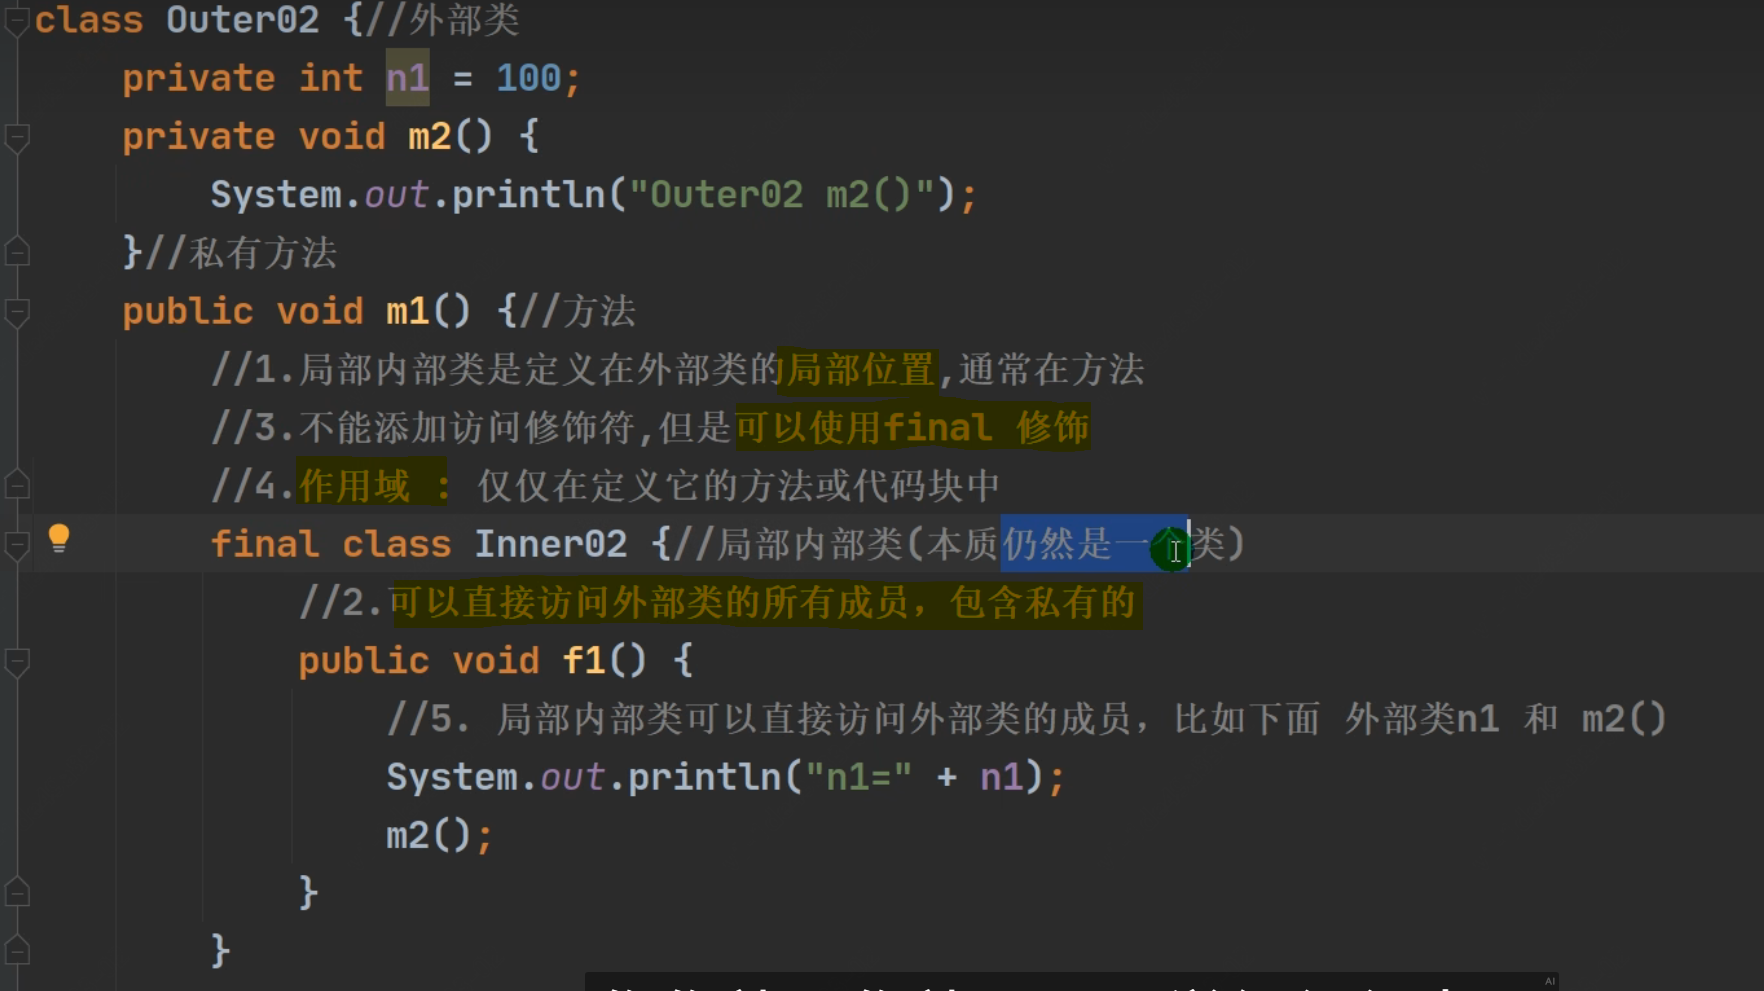 class Outer02 {//外部类
private int n1 = 100;
private void m2() {
System.out.println("Outer02 m2()");
}//私有方法
public void m1() {//方法
//1.局部内部类是定义在外部类的局部位置,通常在方法
//3.不能添加访问修饰符,但是可以使用final 修饰
//4.作用域 : 仅仅在定义它的方法或代码块中
final class Inner02 {//局部内部类(本质仍然是一个类)
//2.可以直接访问外部类的所有成员，包含私有的
public void f1() {
//5. 局部内部类可以直接访问外部类的成员，比如下面 外部类n1 和 m2()
System.out.println("n1=" + n1);
m2();
}
}
AI